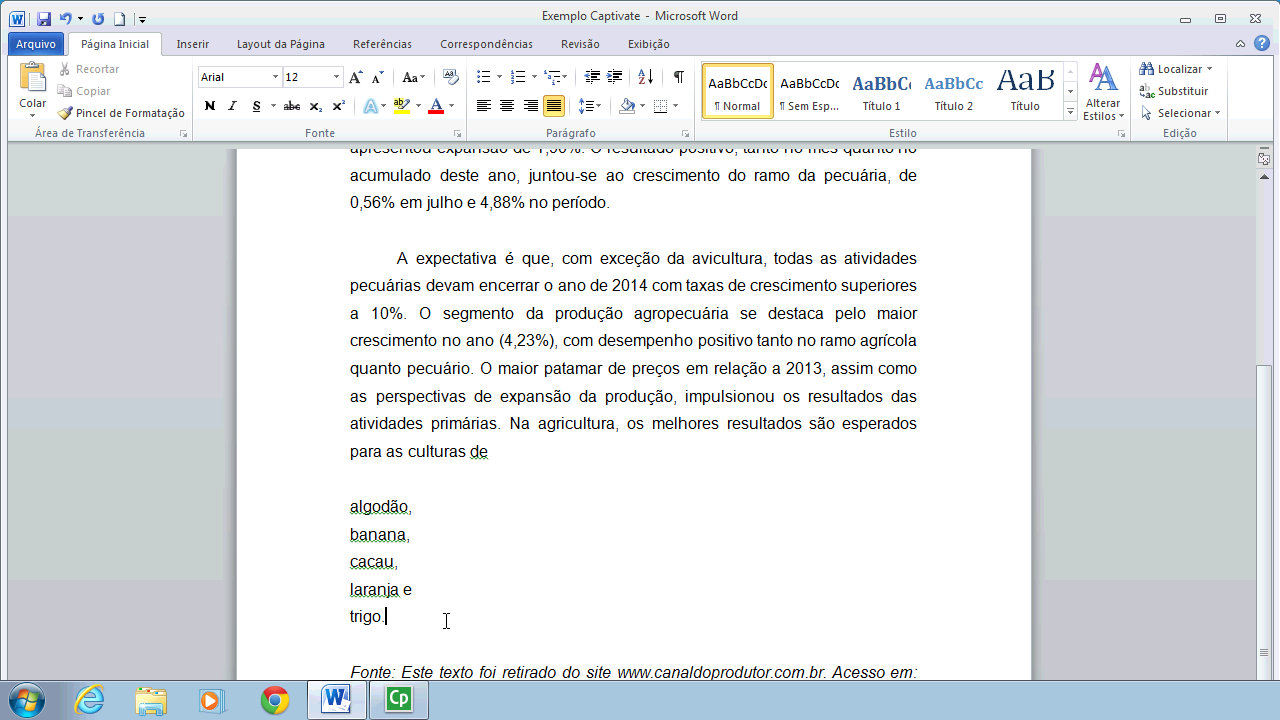 Exemplo Captivate - Microsoft Word
Arquivo Página Inicial Inserir Layout da Página Referências Correspondências Revisão Exibição
Colar
Recortar
Copiar
Pincel de Formatação
Área de Transferência
Arial 12
Fonte
Parágrafo
AaBbCcDc AaBbCcDc AaBbC AaBbCc AaB
¶ Normal ¶ Sem Esp... Título 1 Título 2 Título
Alterar Estilos
Estilo
Localizar
Substituir
Selecionar
Edição
apresentou expansão de 1,90%. O resultado positivo, tanto no mês quanto no
acumulado deste ano, juntou-se ao crescimento do ramo da pecuária, de
0,56% em julho e 4,88% no período.
A expectativa é que, com exceção da avicultura, todas as atividades
pecuárias devam encerrar o ano de 2014 com taxas de crescimento superiores
a 10%. O segmento da produção agropecuária se destaca pelo maior
crescimento no ano (4,23%), com desempenho positivo tanto no ramo agrícola
quanto pecuário. O maior patamar de preços em relação a 2013, assim como
as perspectivas de expansão da produção, impulsionou os resultados das
atividades primárias. Na agricultura, os melhores resultados são esperados
para as culturas de
algodão,
banana,
cacau,
laranja e
trigo.
Fonte: Este texto foi retirado do site www.canaldoprodutor.com.br. Acesso em: